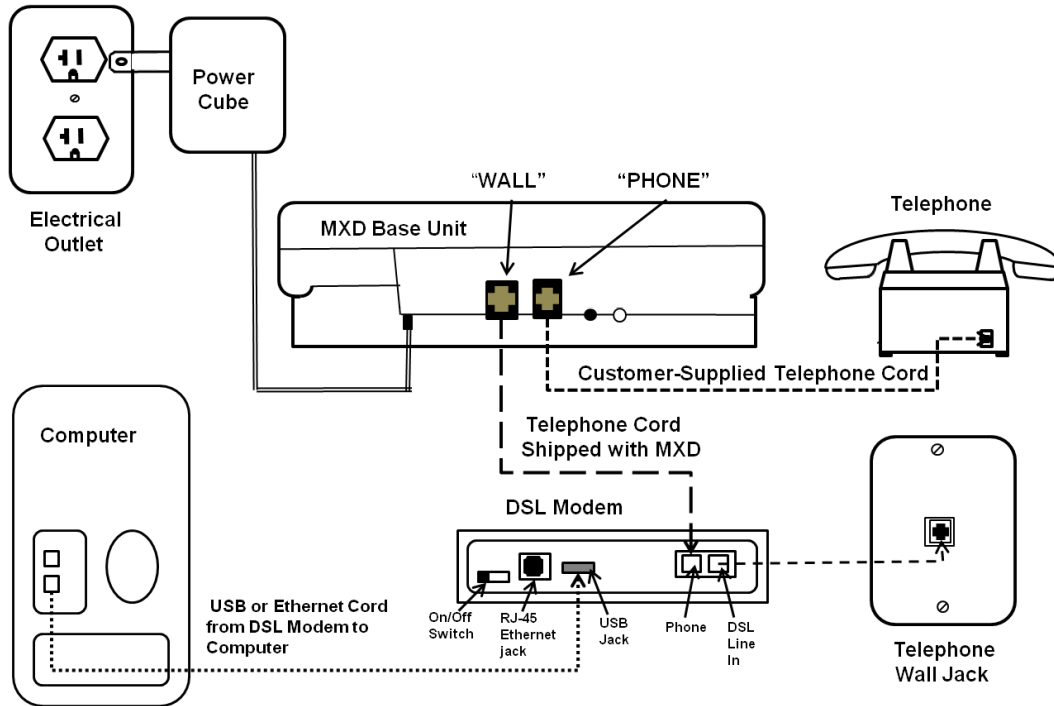 Power
Cube
Electrical
Outlet
“WALL”
“PHONE”
MXD Base Unit
Telephone
Customer-Supplied Telephone Cord
Telephone Cord
Shipped with MXD
Computer
DSL Modem
On/Off
Switch
RJ-45
Ethernet
jack
USB
Jack
Phone
DSL
Line
In
USB or Ethernet Cord
from DSL Modem to
Computer
Telephone
Wall Jack